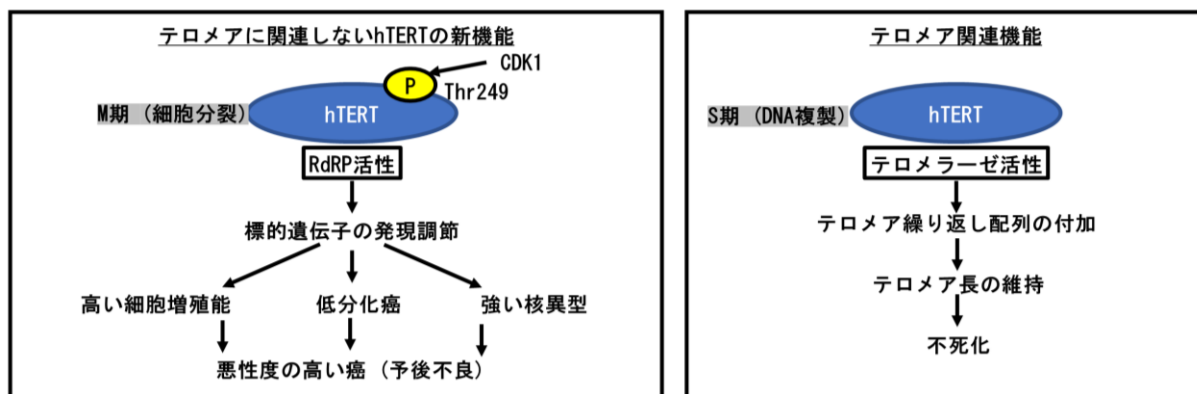 テロメアに関連しないhTERTの新機能
CDK1
P
Thr249
M期（細胞分裂）
hTERT
RdRP活性
標的遺伝子の発現調節
高い細胞増殖能
低分化癌
強い核異型
悪性度の高い癌（予後不良）
テロメア関連機能
S期（DNA複製）
hTERT
テロメラーゼ活性
テロメア繰り返し配列の付加
テロメア長の維持
不死化